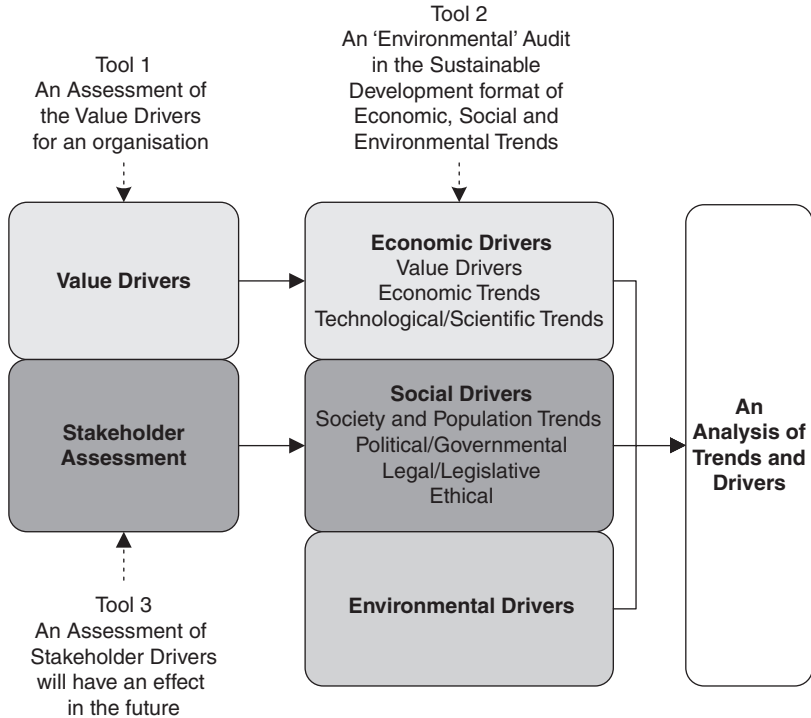 Tool 1
An Assessment of
the Value Drivers
for an organisation
Tool 2
An ‘Environmental’ Audit
in the Sustainable
Development format of
Economic, Social and
Environmental Trends
Value Drivers
Economic Drivers
Value Drivers
Economic Trends
Technological/Scientific Trends
Stakeholder
Assessment
Social Drivers
Society and Population Trends
Political/Governmental
Legal/Legislative
Ethical
Environmental Drivers
An
Analysis of
Trends and
Drivers
Tool 3
An Assessment of
Stakeholder Drivers
will have an effect
in the future